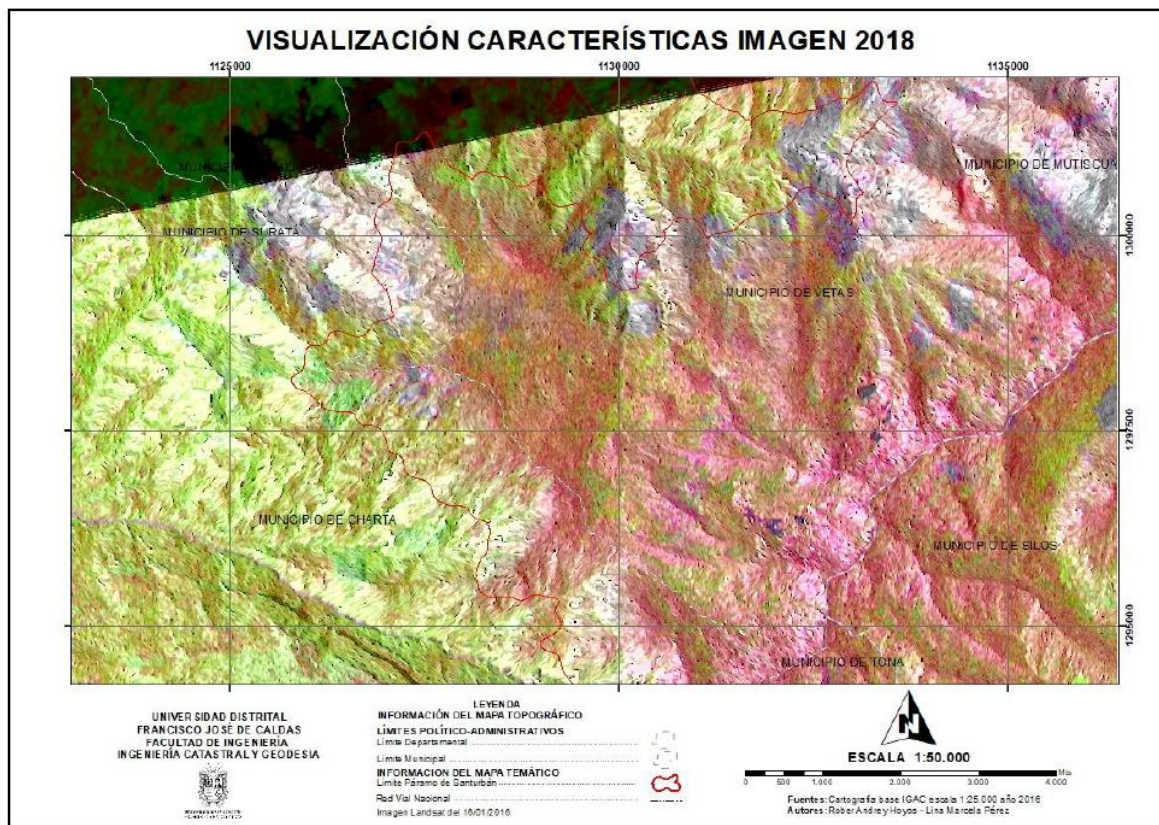 VISUALIZACIÓN CARACTERÍSTICAS IMAGEN 2018
1125000
1130000
1135000
MUNICIPIO DE MUTISCUA
MUNICIPIO
MUNICIPIO DE SURATÁ
1300000
MUNICIPIO DE VETAS
1297500
MUNICIPIO DE CHARTA
MUNICIPIO DE SILOS
1295000
MUNICIPIO DE TONA
UNIVERSIDAD DISTRITAL
FRANCISCO JOSÉ DE CALDAS
FACULTAD DE INGENIERÍA
INGENIERÍA CATASTRAL Y GEODESIA
LEYENDA
INFORMACIÓN DEL MAPA TOPOGRÁFICO
LÍMITES POLÍTICO-ADMINISTRATIVOS
Límite Departamental
Límite Municipal
INFORMACION DEL MAPA TEMÁTICO
Límite Páramo de Santurbán
Red Vial Nacional
Imagen Landsat del 16/01/2016
N
ESCALA 1:50.000
0 500 1.000 2.000 3.000 4.000
Fuentes: Cartografía base IGAC escala 1:25.000 año 2016
Autores: Rober Andrey Hoyos - Lina Marcela Pérez